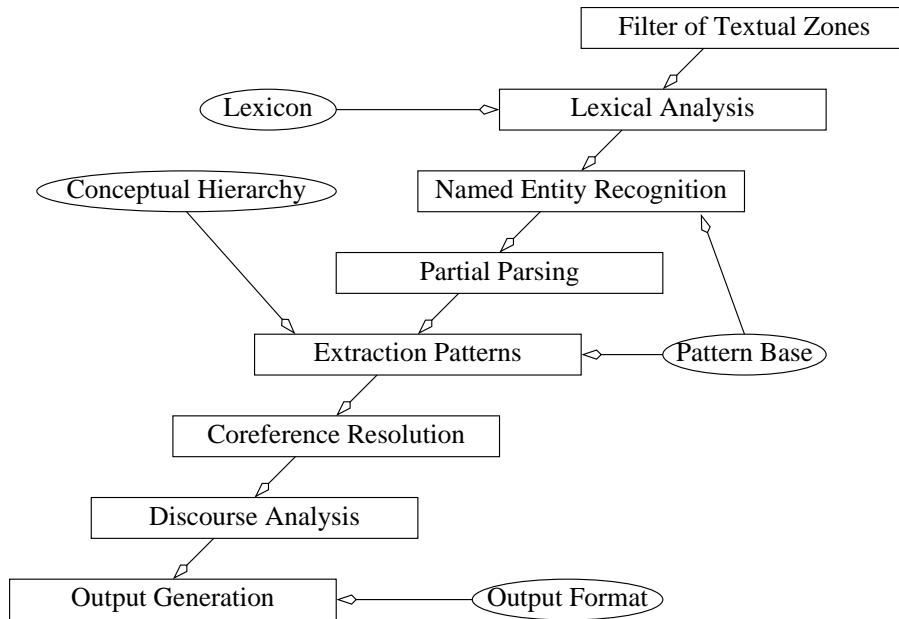 Filter of Textual Zones
Lexicon
Lexical Analysis
Conceptual Hierarchy
Named Entity Recognition
Partial Parsing
Extraction Patterns
Pattern Base
Coreference Resolution
Discourse Analysis
Output Generation
Output Format